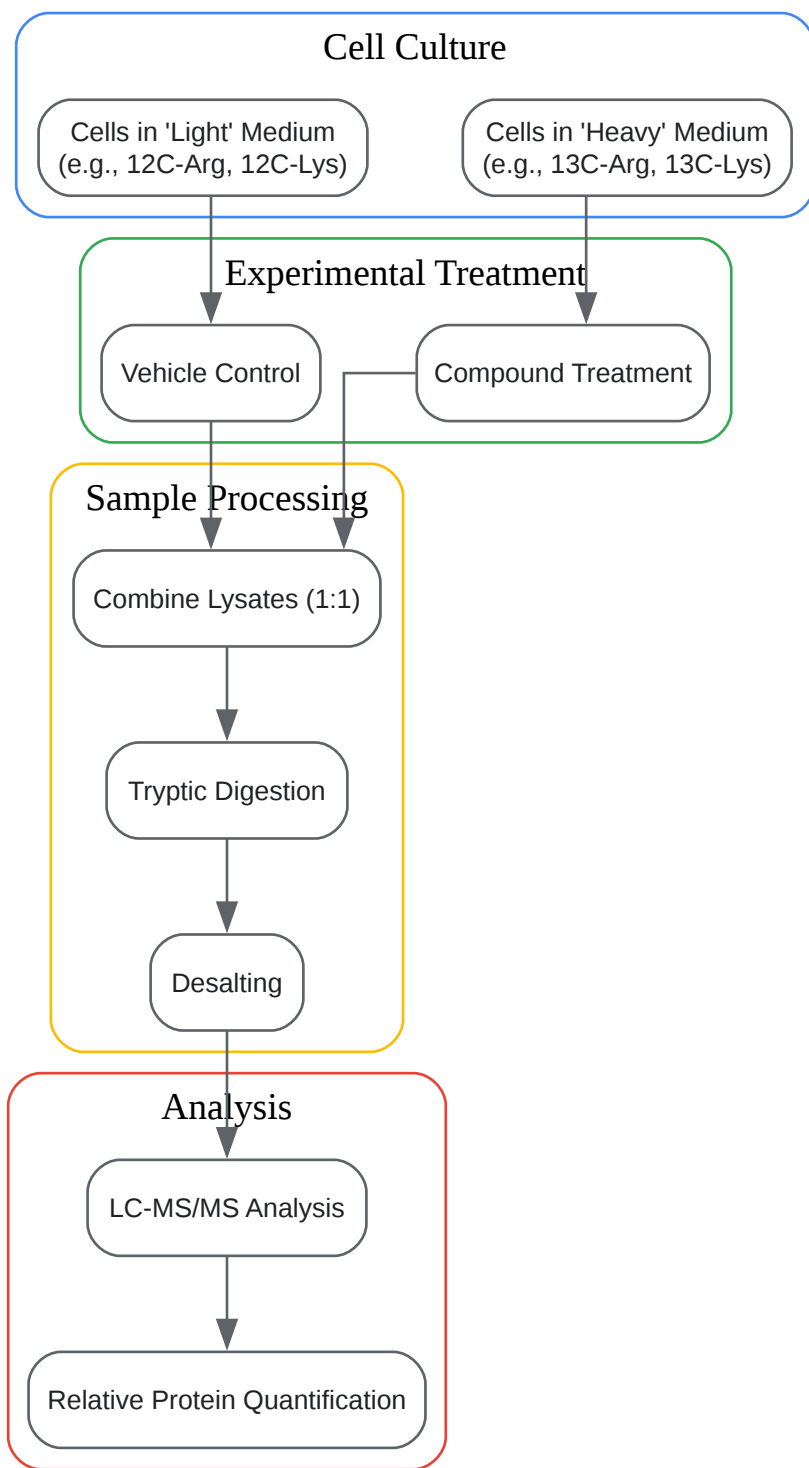 Cell Culture
Cells in 'Light' Medium
(e.g., 12C-Arg, 12C-Lys)
Cells in 'Heavy' Medium
(e.g., 13C-Arg, 13C-Lys)
Experimental Treatment
Vehicle Control
Compound Treatment
Sample Processing
Combine Lysates (1:1)
Tryptic Digestion
Desalting
Analysis
LC-MS/MS Analysis
Relative Protein Quantification